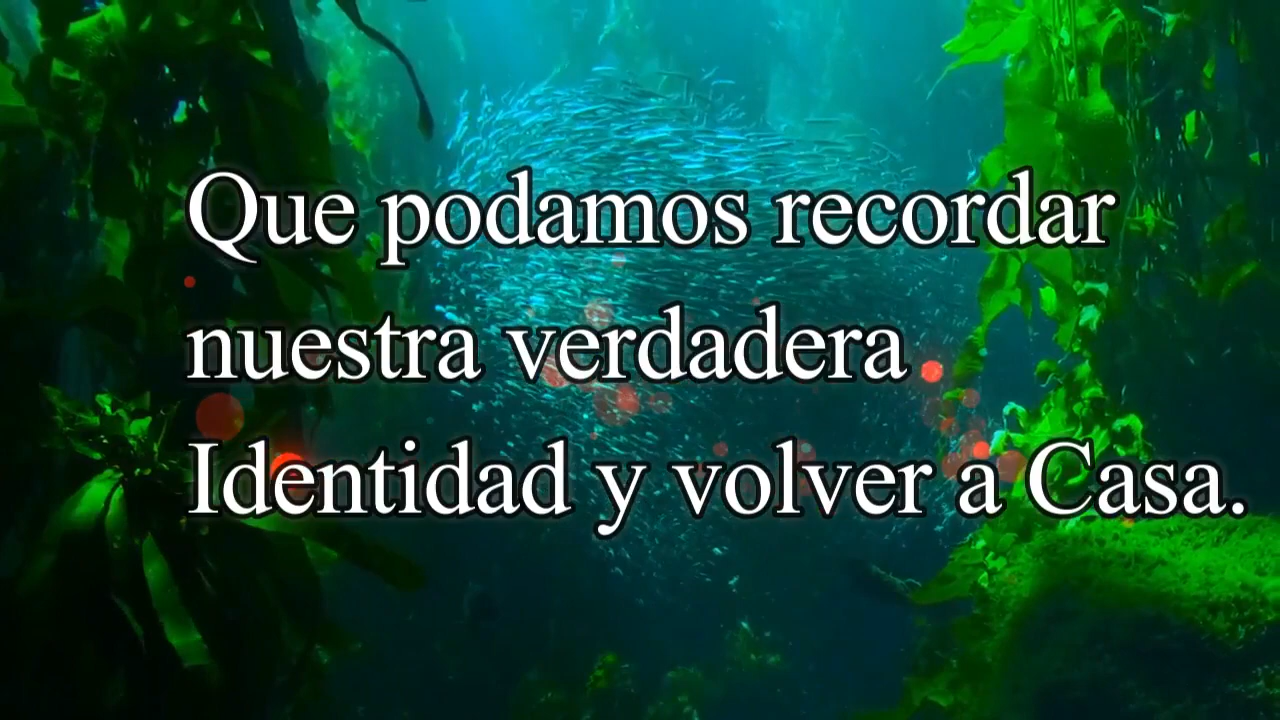 Que podamos recordar
nuestra verdadera
Identidad y volver a Casa.